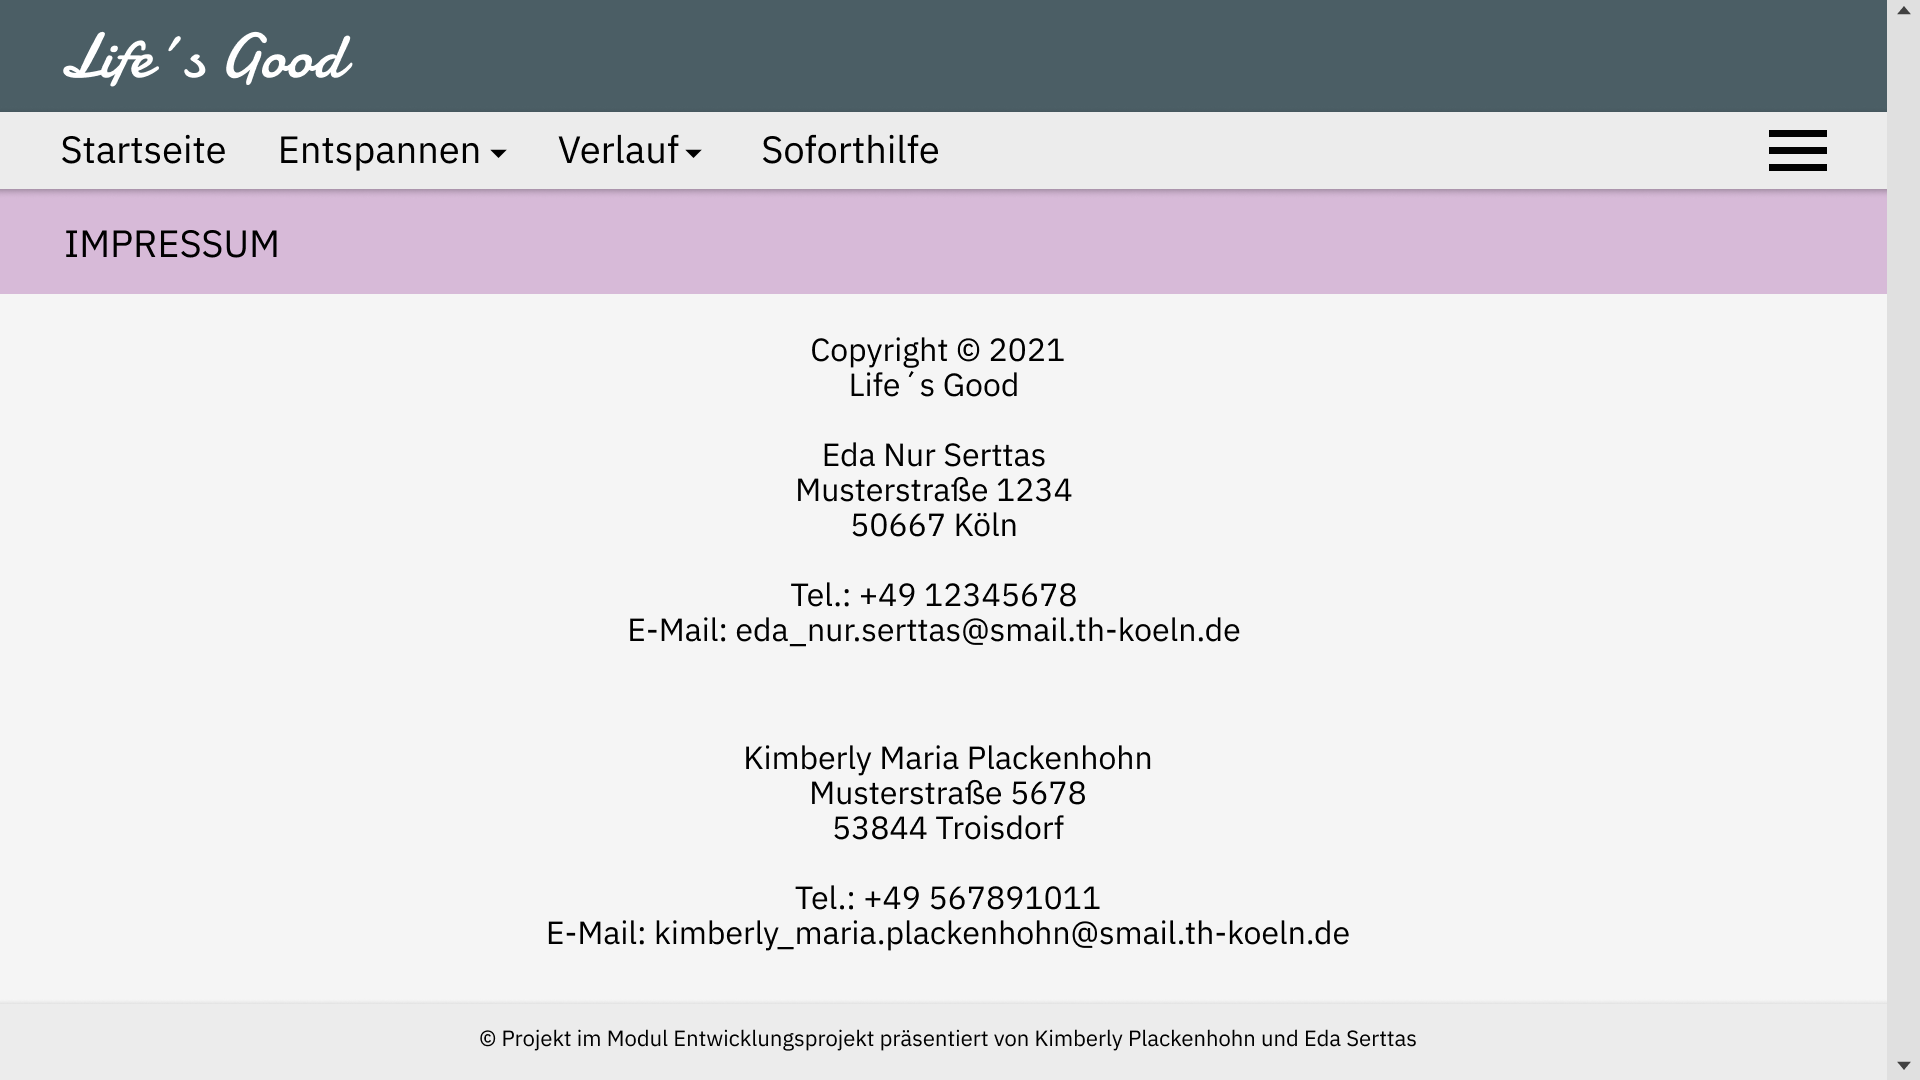 Life´s Good
Startseite Entspannen Verlauf Soforthilfe
IMPRESSUM
Copyright © 2021
Life´s Good
Eda Nur Serttas
Musterstraße 1234
50667 Köln
Tel.: +49 12345678
E-Mail: eda_nur.serttas@smail.th-koeln.de
Kimberly Maria Plackenhohn
Musterstraße 5678
53844 Troisdorf
Tel.: +49 567891011
E-Mail: kimberly_maria.plackenhohn@smail.th-koeln.de
© Projekt im Modul Entwicklungsprojekt präsentiert von Kimberly Plackenhohn und Eda Serttas